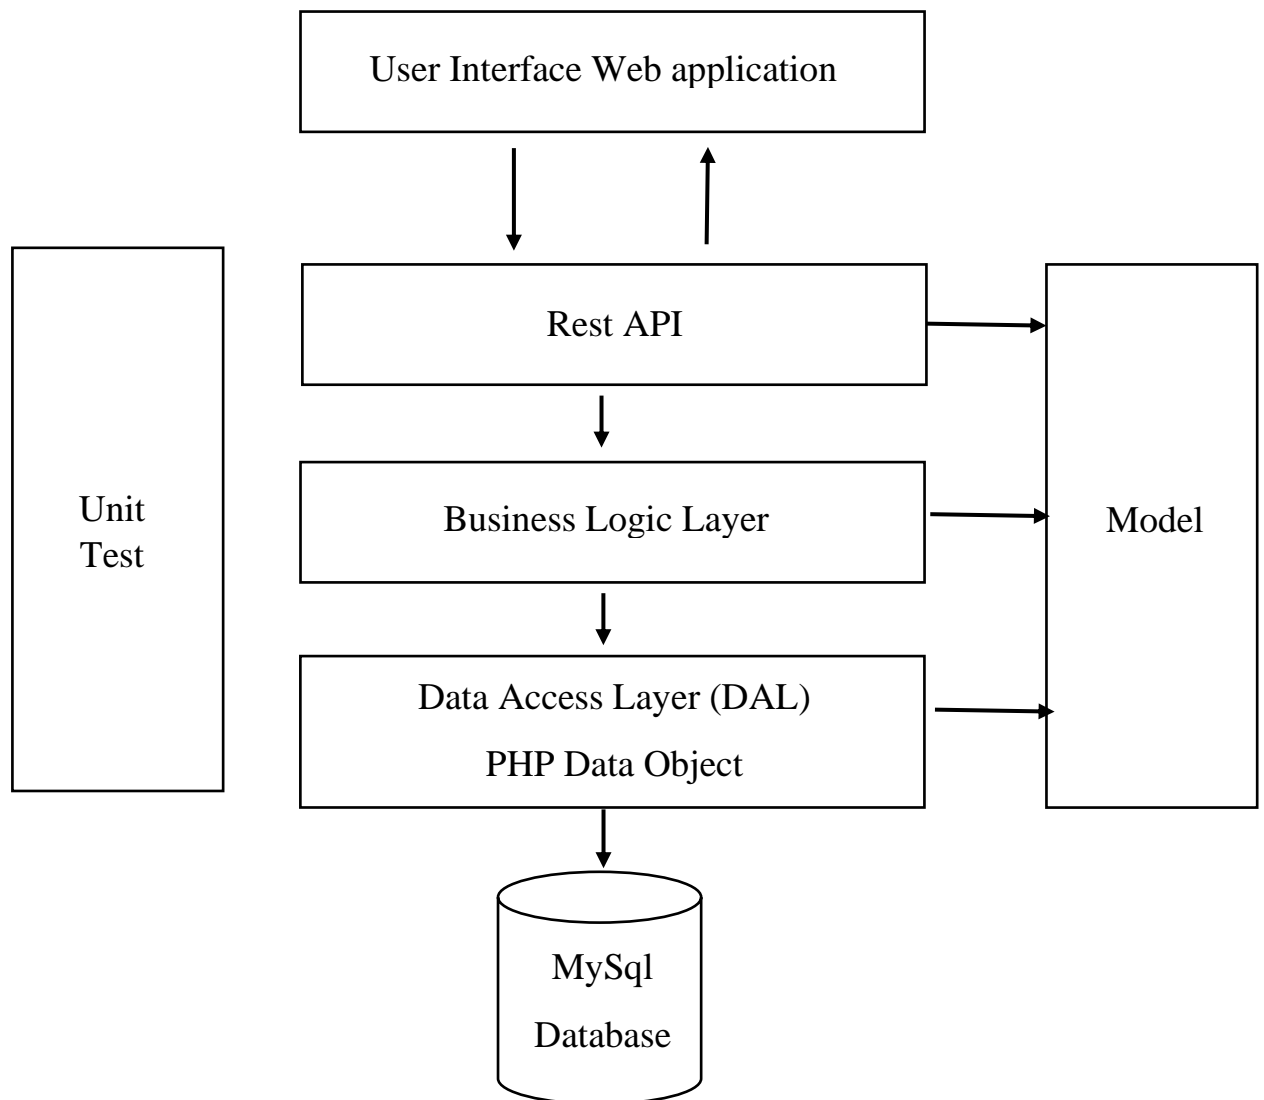 User Interface Web application
Rest API
Unit
Test
Business Logic Layer
Model
Data Access Layer (DAL)
PHP Data Object
MySql
Database